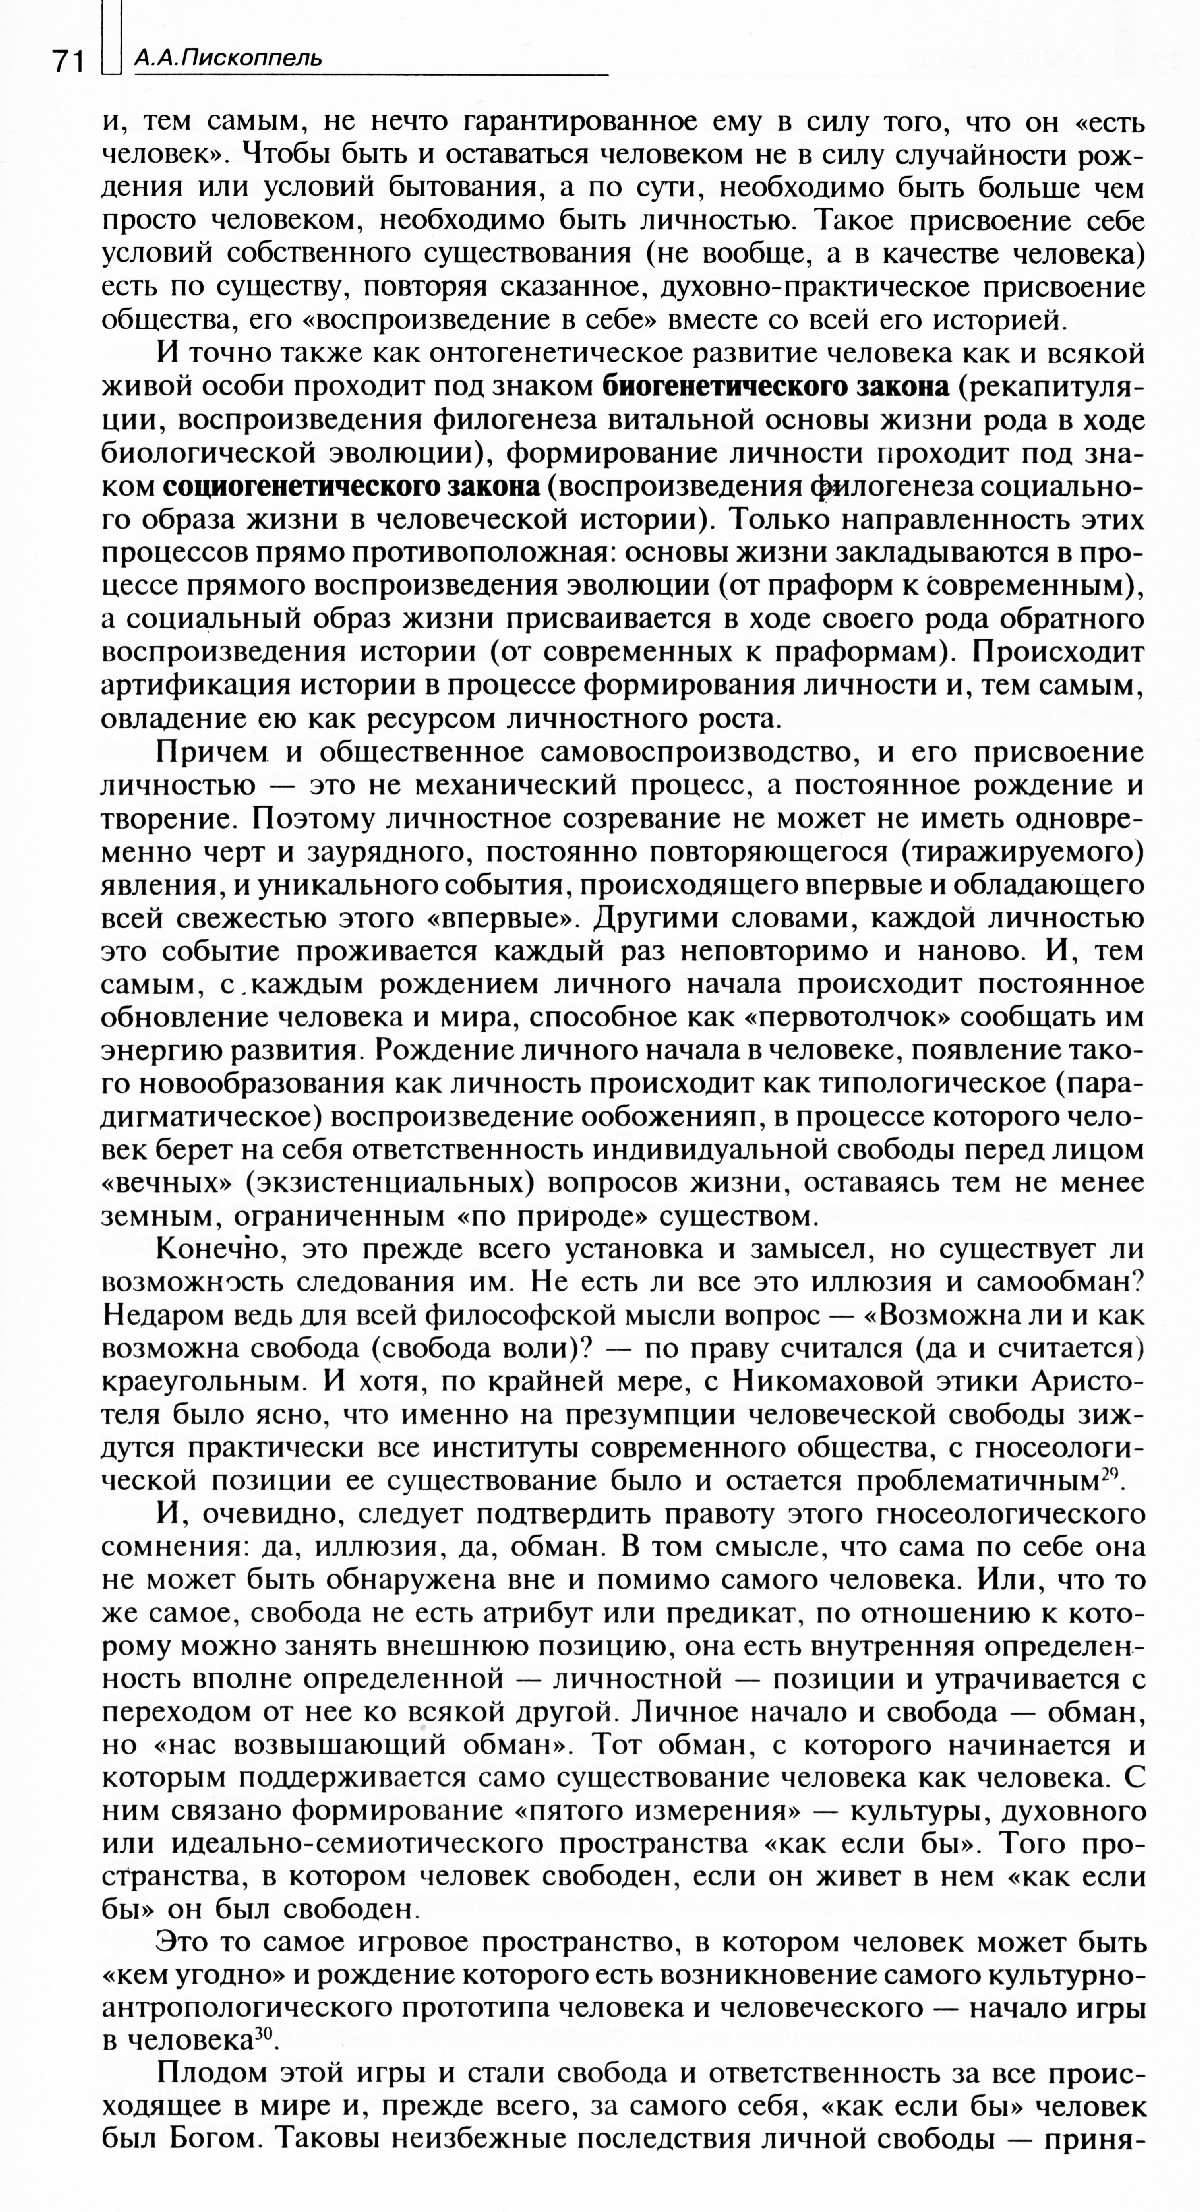 71
А.А.Пископпель
и, тем самым, не нечто гарантированное ему в силу того, что он «есть
человек». Чтобы быть и оставаться человеком не в силу случайности рож-
дения или условий бытования, а по сути, необходимо быть больше чем
просто человеком, необходимо быть личностью. Такое присвоение себе
условий собственного существования (не вообще, а в качестве человека)
есть по существу, повторяя сказанное, духовно-практическое присвоение
общества, его «воспроизведение в себе» вместе со всей его историей.
И точно также как онтогенетическое развитие человека как и всякой
живой особи проходит под знаком биогенетического закона (рекапитуля-
ции, воспроизведения филогенеза витальной основы жизни рода в ходе
биологической эволюции), формирование личности проходит под зна-
ком социогенетического закона (воспроизведения филогенеза социально-
го образа жизни в человеческой истории). Только направленность этих
процессов прямо противоположная: основы жизни закладываются в про-
цессе прямого воспроизведения эволюции (от праформ к современным),
а социальный образ жизни присваивается в ходе своего рода обратного
воспроизведения истории (от современных к праформам). Происходит
артификация истории в процессе формирования личности и, тем самым,
овладение ею как ресурсом личностного роста.
Причем и общественное самовоспроизводство, и его присвоение
личностью — это не механический процесс, а постоянное рождение и
творение. Поэтому личностное созревание не может не иметь одновре-
менно черт и заурядного, постоянно повторяющегося (тиражируемого)
явления, и уникального события, происходящего впервые и обладающего
всей свежестью этого «впервые». Другими словами, каждой личностью
это событие проживается каждый раз неповторимо и наново. И, тем
самым, с каждым рождением личного начала происходит постоянное
обновление человека и мира, способное как «первотолчок» сообщать им
энергию развития. Рождение личного начала в человеке, появление тако-
го новообразования как личность происходит как типологическое (пара-
дигматическое) воспроизведение ообоженияп, в процессе которого чело-
век берет на себя ответственность индивидуальной свободы перед лицом
«вечных» (экзистенциальных) вопросов жизни, оставаясь тем не менее
земным, ограниченным «по природе» существом.
Конечно, это прежде всего установка и замысел, но существует ли
возможность следования им. Не есть ли все это иллюзия и самообман?
Недаром ведь для всей философской мысли вопрос — «Возможна ли и как
возможна свобода (свобода воли)? — по праву считался (да и считается)
краеугольным. И хотя, по крайней мере, с Никомаховой этики Аристо-
теля было ясно, что именно на презумпции человеческой свободы зиж-
дутся практически все институты современного общества, с гносеологи-
ческой позиции ее существование было и остается проблематичным²⁹.
И, очевидно, следует подтвердить правоту этого гносеологического
сомнения: да, иллюзия, да, обман. В том смысле, что сама по себе она
не может быть обнаружена вне и помимо самого человека. Или, что то
же самое, свобода не есть атрибут или предикат, по отношению к кото-
рому можно занять внешнюю позицию, она есть внутренняя определен-
ность вполне определенной — личностной — позиции и утрачивается с
переходом от нее ко всякой другой. Личное начало и свобода — обман,
но «нас возвышающий обман». Тот обман, с которого начинается и
которым поддерживается само существование человека как человека. С
ним связано формирование «пятого измерения» — культуры, духовного
или идеально-семиотического пространства «как если бы». Того про-
странства, в котором человек свободен, если он живет в нем «как если
бы» он был свободен.
Это то самое игровое пространство, в котором человек может быть
«кем угодно» и рождение которого есть возникновение самого культурно-
антропологического прототипа человека и человеческого — начало игры
в человека³⁰.
Плодом этой игры и стали свобода и ответственность за все проис-
ходящее в мире и, прежде всего, за самого себя, «как если бы» человек
был Богом. Таковы неизбежные последствия личной свободы — приня-